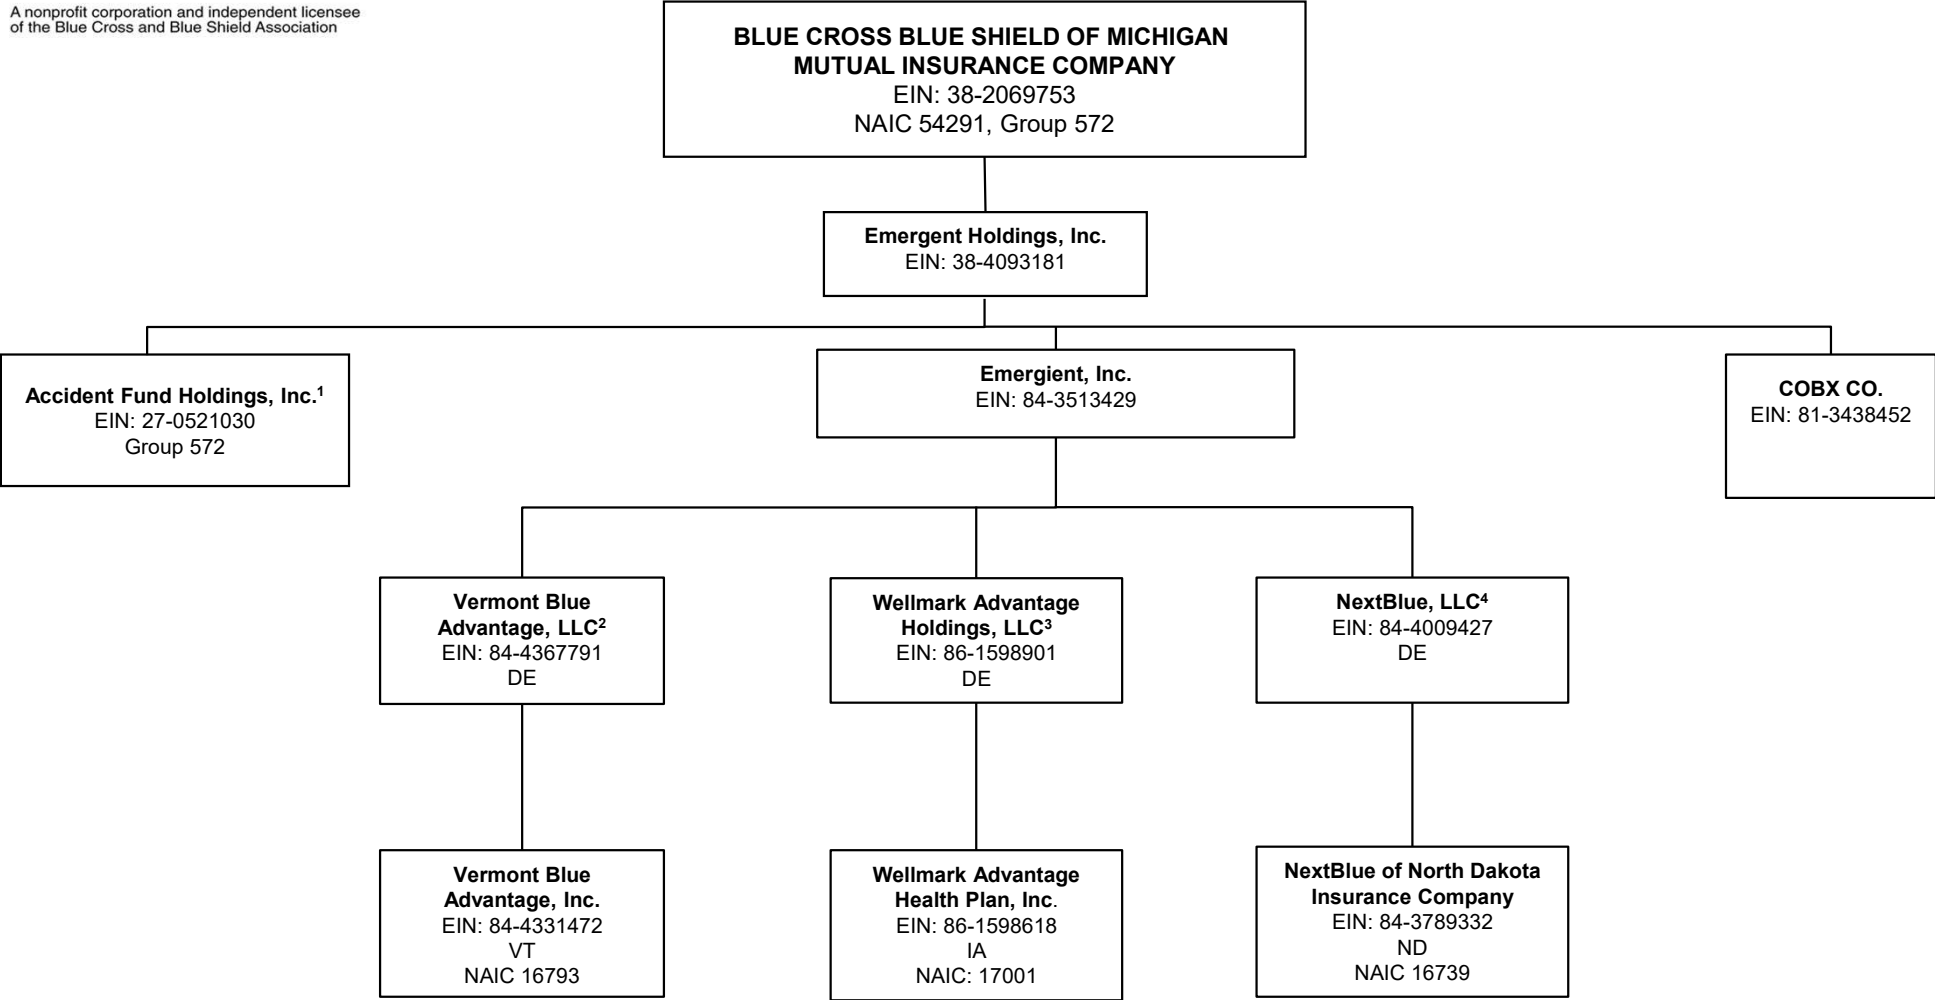 A nonprofit corporation and independent licensee
of the Blue Cross and Blue Shield Association
BLUE CROSS BLUE SHIELD OF MICHIGAN
MUTUAL INSURANCE COMPANY
EIN: 38-2069753
NAIC 54291, Group 572
Emergent Holdings, Inc.
EIN: 38-4093181
Accident Fund Holdings, Inc.¹
EIN: 27-0521030
Group 572
Emergient, Inc.
EIN: 84-3513429
COBX CO.
EIN: 81-3438452
Vermont Blue
Advantage, LLC²
EIN: 84-4367791
DE
Wellmark Advantage
Holdings, LLC³
EIN: 86-1598901
DE
NextBlue, LLC⁴
EIN: 84-4009427
DE
Vermont Blue
Advantage, Inc.
EIN: 84-4331472
VT
NAIC 16793
Wellmark Advantage
Health Plan, Inc.
EIN: 86-1598618
IA
NAIC: 17001
NextBlue of North Dakota
Insurance Company
EIN: 84-3789332
ND
NAIC 16739